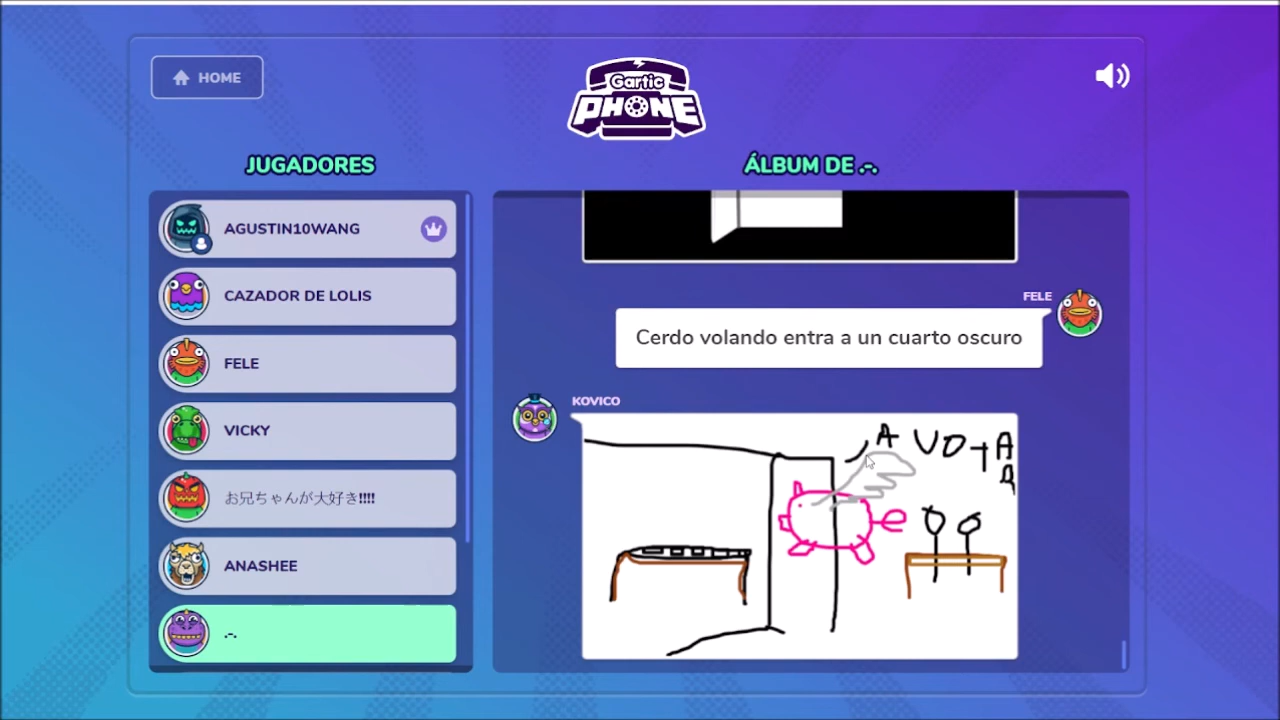 HOME
Gartic
PHONE
JUGADORES
ÁLBUM DE .-.
AGUSTIN10WANG
CAZADOR DE LOLIS
FELE
VICKY
お兄ちゃんが大好き!!!!
ANASHEE
.-.
FELE
Cerdo volando entra a un cuarto oscuro
KOVICO
A VOTA